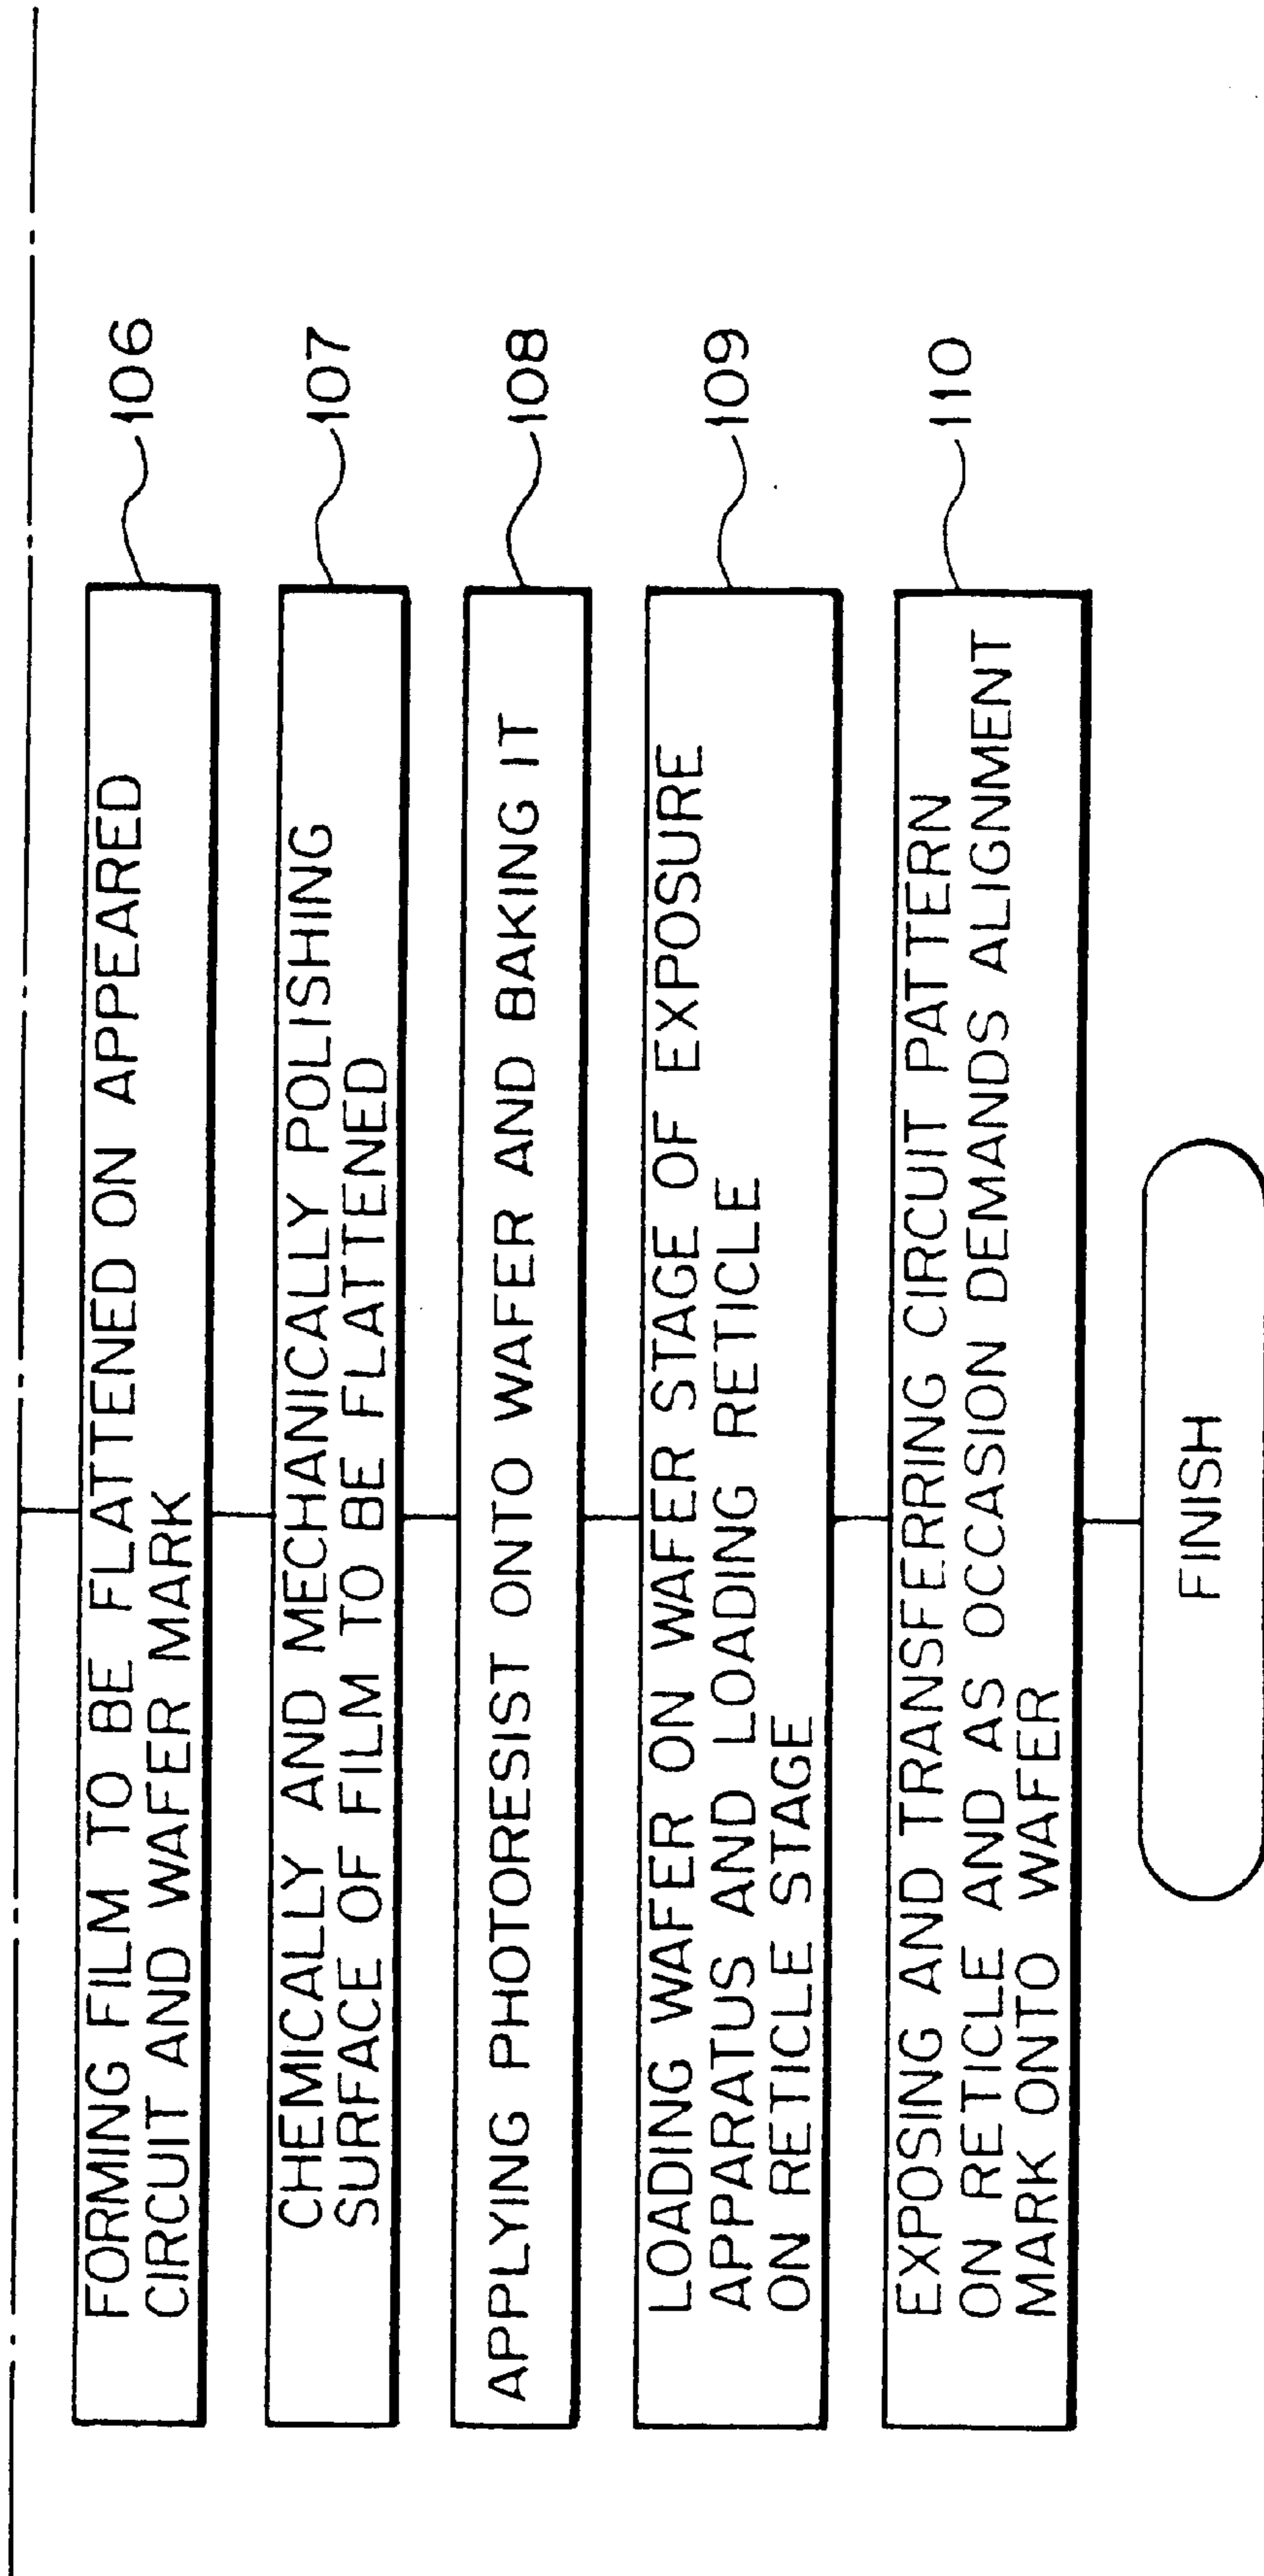 FORMING FILM TO BE FLATTENED ON APPEARED
CIRCUIT AND WAFER MARK
106
CHEMICALLY AND MECHANICALLY POLISHING
SURFACE OF FILM TO BE FLATTENED
107
APPLYING PHOTORESIST ONTO WAFER AND BAKING IT
108
LOADING WAFER ON WAFER STAGE OF EXPOSURE
APPARATUS AND LOADING RETICLE
ON RETICLE STAGE
109
EXPOSING AND TRANSFERRING CIRCUIT PATTERN
ON RETICLE AND AS OCCASION DEMANDS ALIGNMENT
MARK ONTO WAFER
110
FINISH